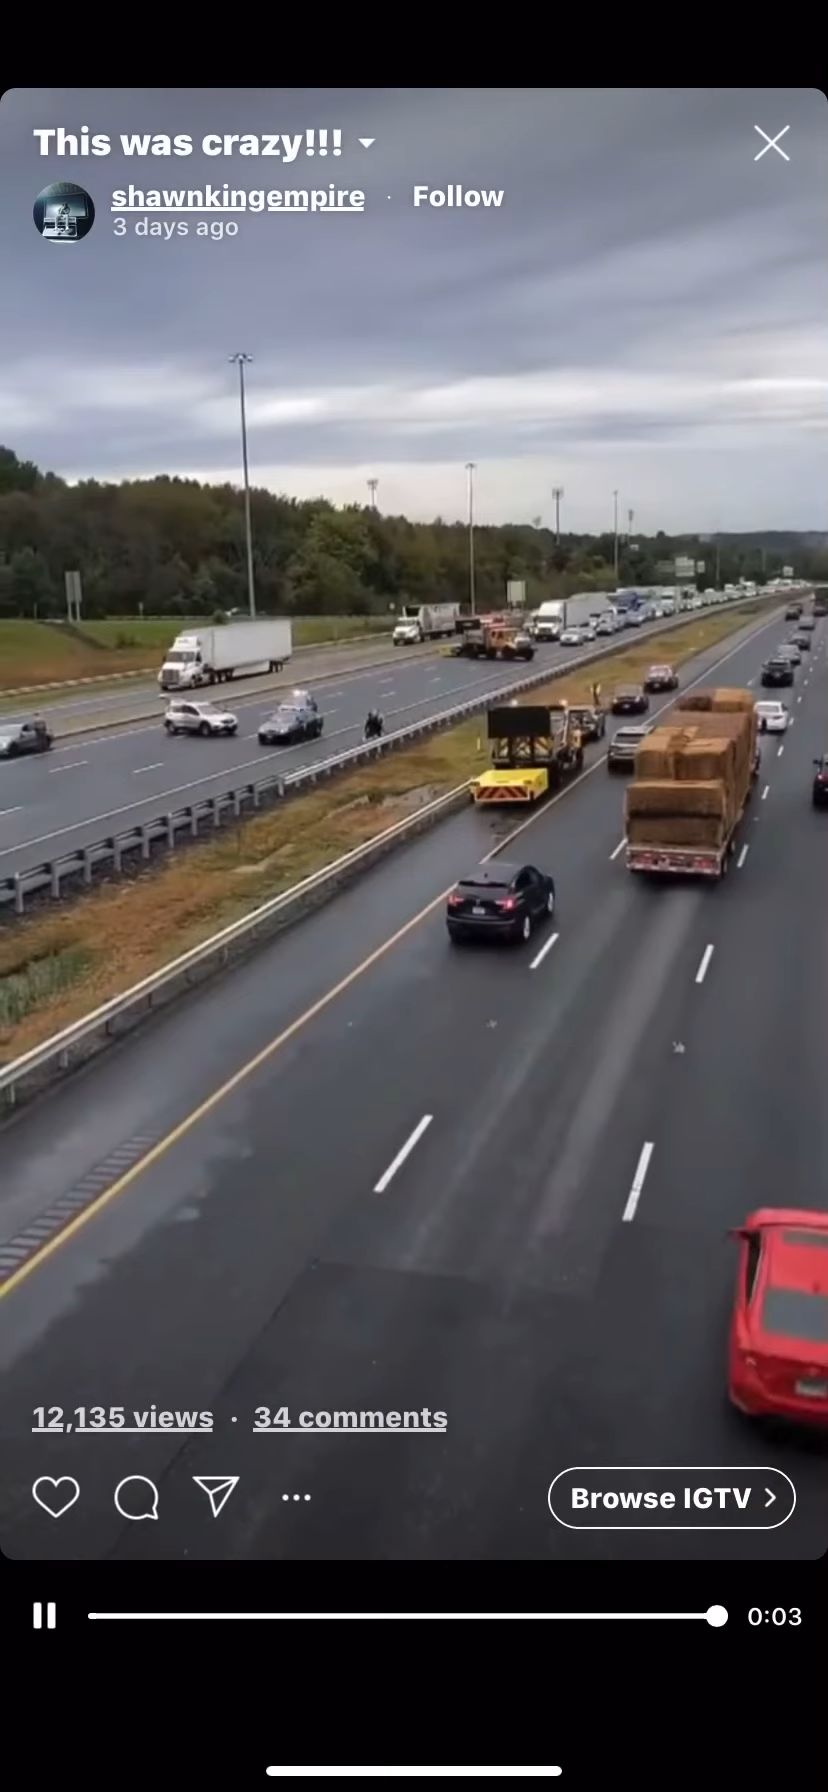 This was crazy!!!
shawnkingempire · Follow
3 days ago
12,135 views · 34 comments
Browse IGTV >
0:03